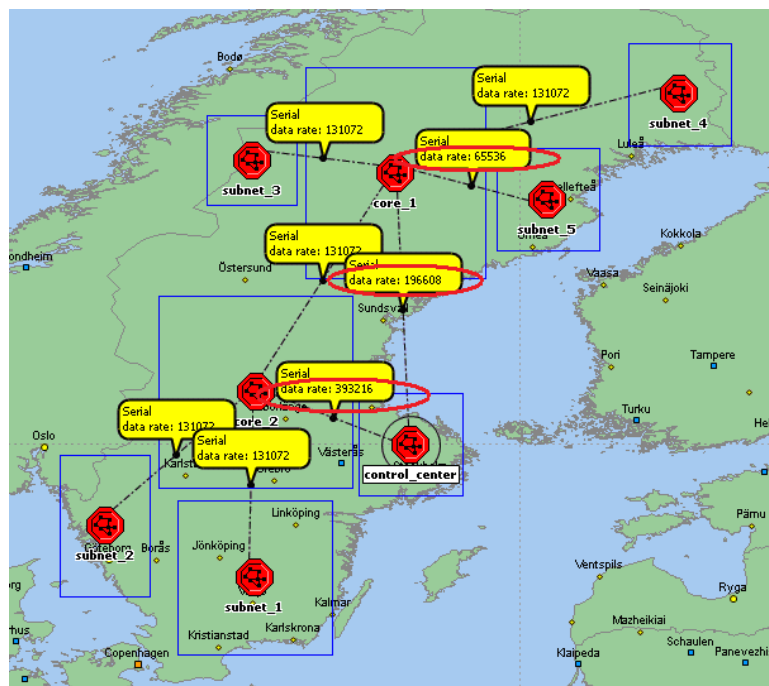 Bodø
Serial
data rate: 131072
subnet_4
Serial
data rate: 131072
Serial
data rate: 65536
Luleå
subnet_3
core_1
subnet_5
Serial
data rate: 131072
Serial
data rate: 196608
Östersund
Kokkola
Vaasa
Seinäjoki
Sundsvall
Pori
Tampere
Serial
data rate: 393216
core_2
Turku
Serial
data rate: 131072
Serial
data rate: 131072
Oslo
Västerås
control_center
Linköping
Pärnu
subnet_2
Borås
Jönköping
Ventspils
subnet_1
Kalmar
Ryga
Kristianstad
Karlskrona
Mazheikiai
Copenhagen
Klaipeda
Schaulen
Panevezhi